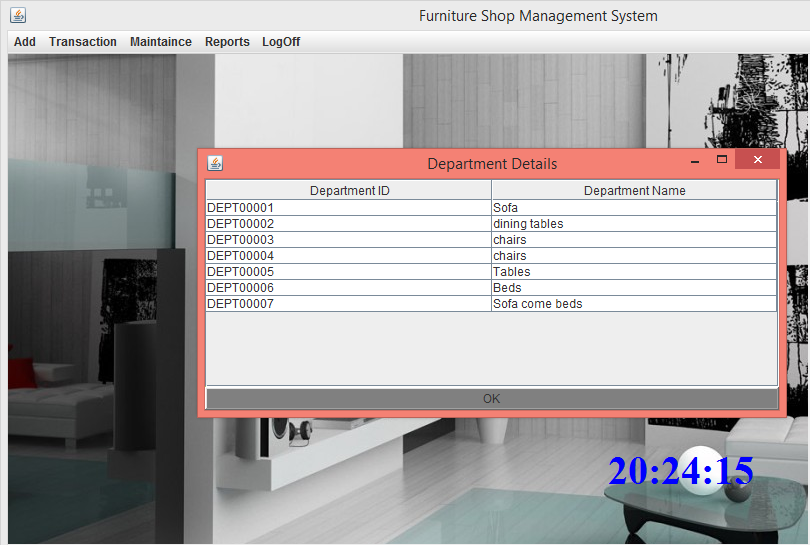 Furniture Shop Management System
Add Transaction Maintaince Reports LogOff
Department Details
Department ID Department Name
DEPT00001 Sofa
DEPT00002 dining tables
DEPT00003 chairs
DEPT00004 chairs
DEPT00005 Tables
DEPT00006 Beds
DEPT00007 Sofa come beds
OK
20:24:15